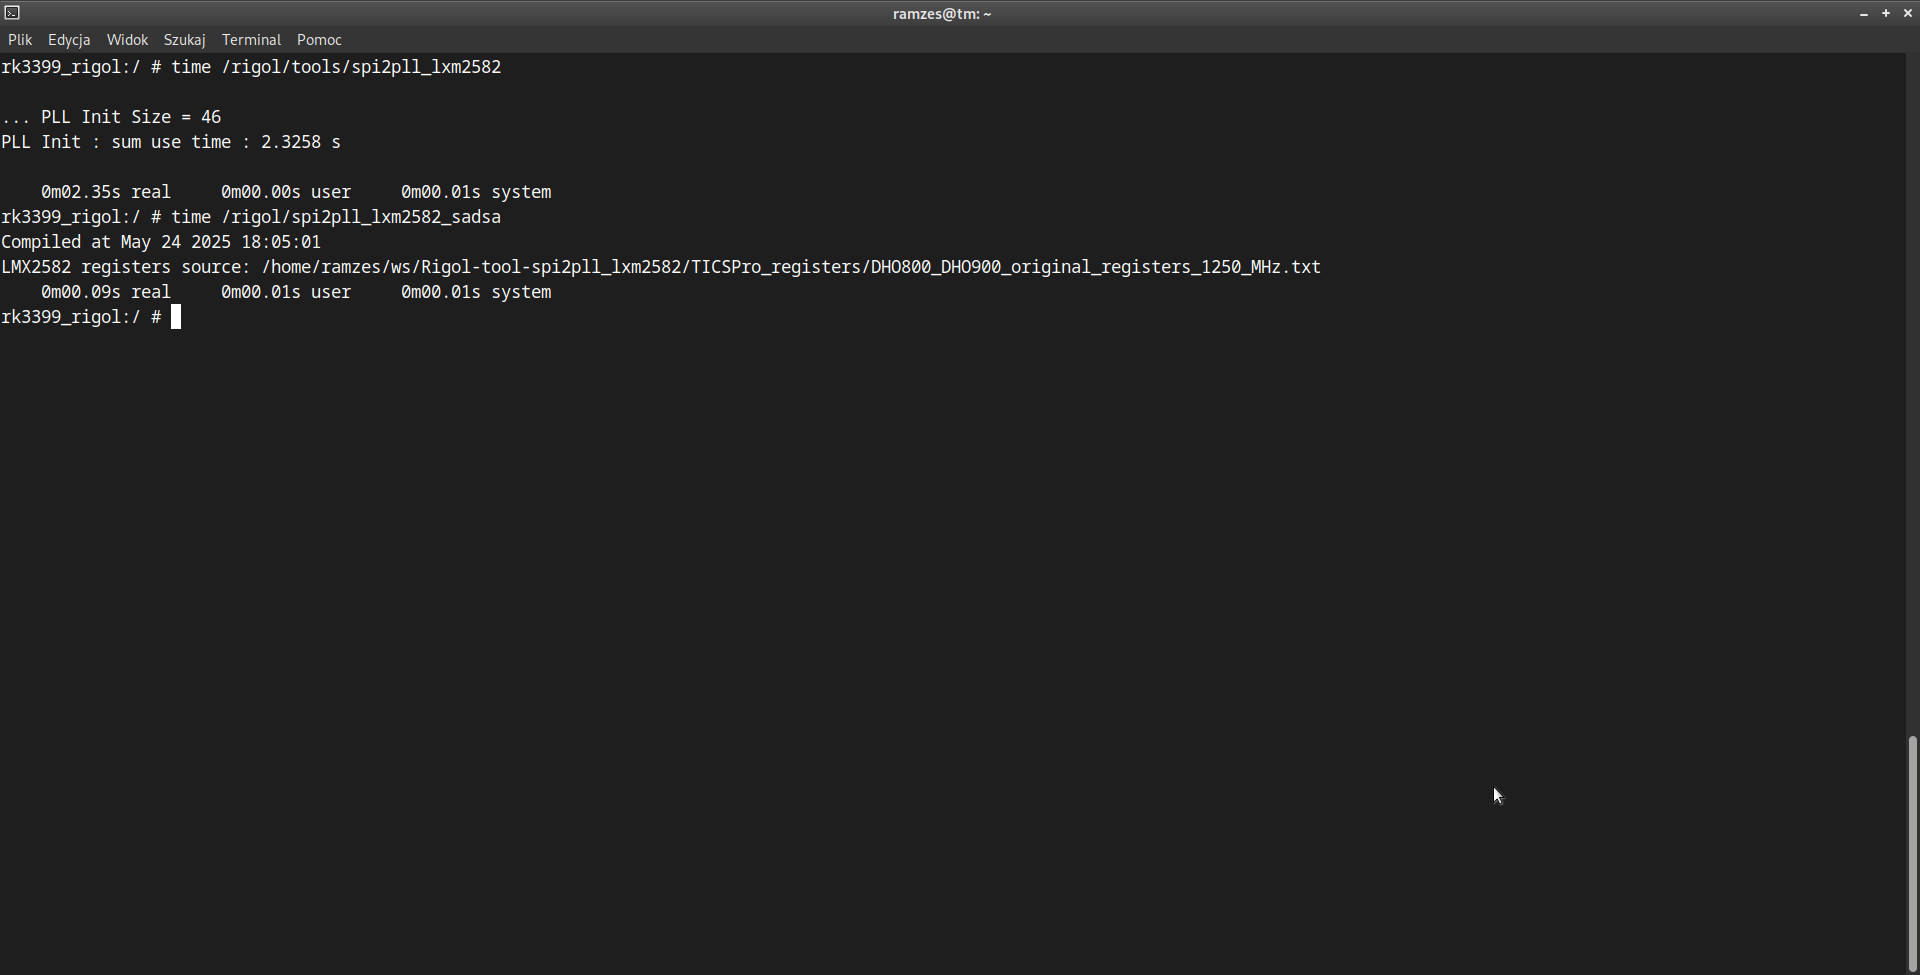 ramzes@tm: ~
Plik Edycja Widok Szukaj Terminal Pomoc
rk3399_rigol:/ # time /rigol/tools/spi2pll_lxm2582
... PLL Init Size = 46
PLL Init : sum use time : 2.3258 s
0m02.35s real 0m00.00s user 0m00.01s system
rk3399_rigol:/ # time /rigol/spi2pll_lxm2582_sadsa
Compiled at May 24 2025 18:05:01
LMX2582 registers source: /home/ramzes/ws/Rigol-tool-spi2pll_lxm2582/TICSPro_registers/DHO800_DHO900_original_registers_1250_MHz.txt
0m00.09s real 0m00.01s user 0m00.01s system
rk3399_rigol:/ #